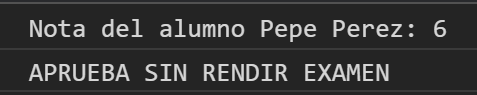 Nota del alumno Pepe Perez: 6
APRUEBA SIN RENDIR EXAMEN